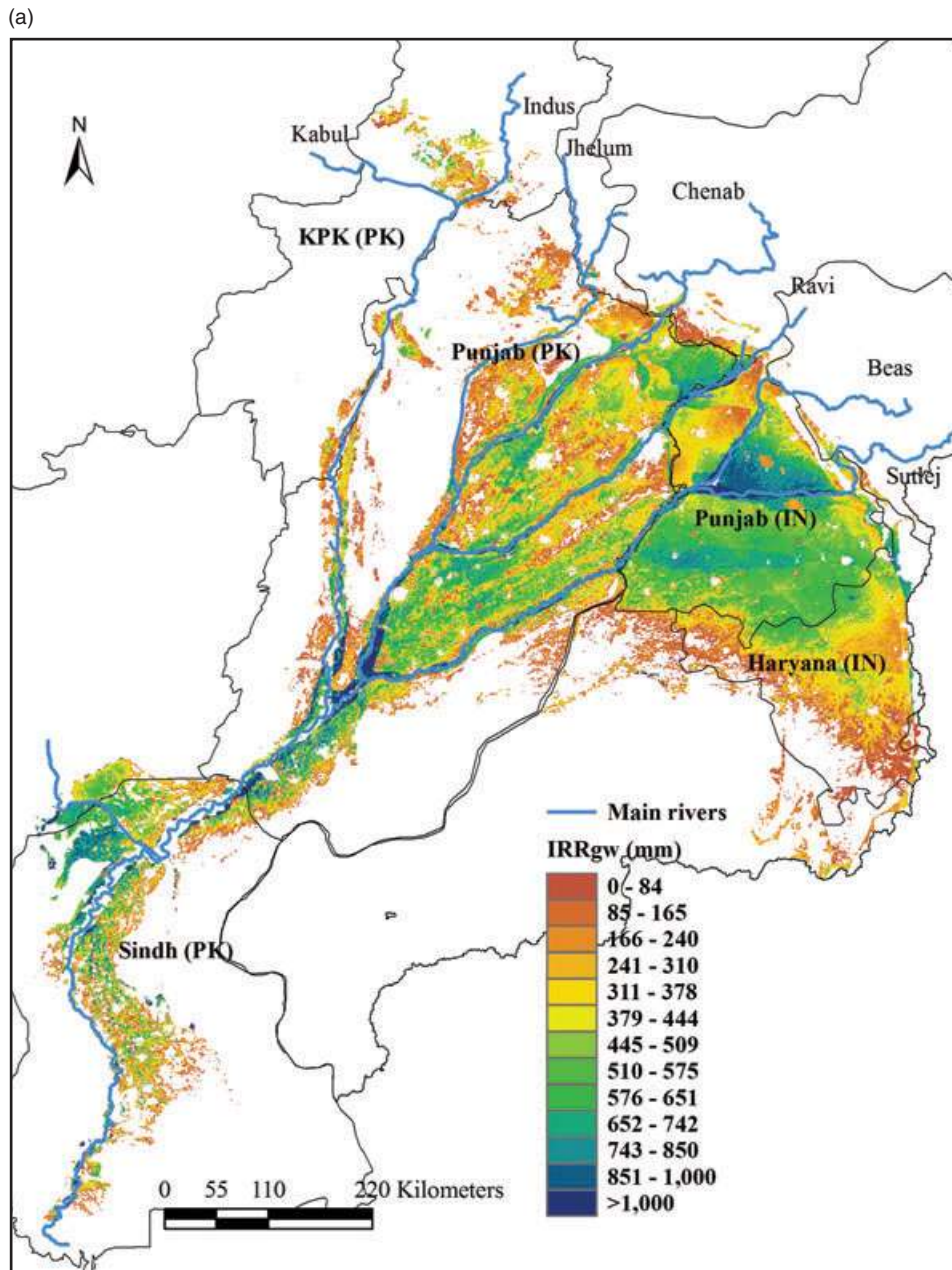 (a)
N
Kabul
Indus
Jhelum
Chenab
KPK (PK)
Ravi
Punjab (PK)
Beas
Sutlej
Punjab (IN)
Haryana (IN)
Main rivers
IRRgw (mm)
0 - 84
85 - 165
166 - 240
241 - 310
311 - 378
379 - 444
445 - 509
510 - 575
576 - 651
652 - 742
743 - 850
851 - 1,000
>1,000
Sindh (PK)
0 55 110 220 Kilometers